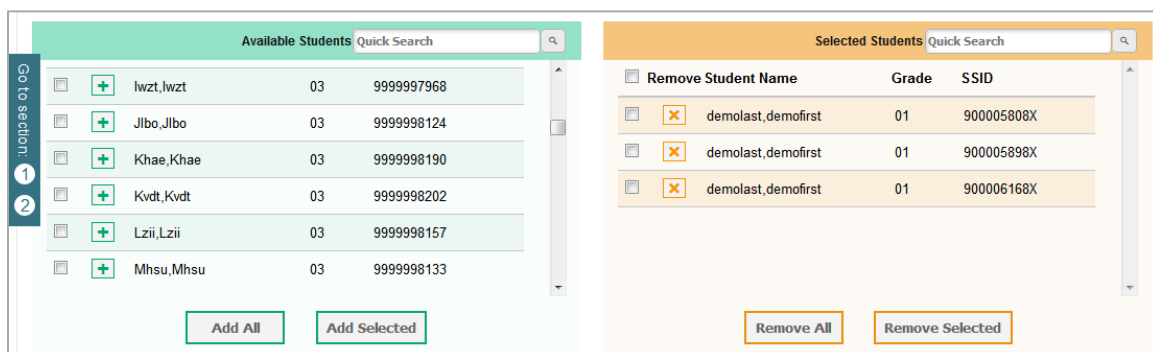 Go to section:
1
2
Available Students Quick Search
Iwzt,Iwzt 03 9999997968
Jlbo,Jlbo 03 9999998124
Khae,Khae 03 9999998190
Kvdt,Kvdt 03 9999998202
Lzii,Lzii 03 9999998157
Mhsu,Mhsu 03 9999998133
Add All Add Selected
Selected Students Quick Search
Remove Student Name Grade SSID
demolast,demofirst 01 900005808X
demolast,demofirst 01 900005898X
demolast,demofirst 01 900006168X
Remove All Remove Selected